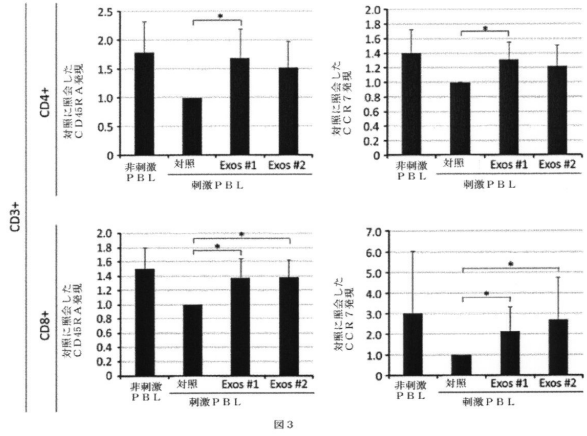 CD3+
CD4+
対照に照会した
CD45RA発現
2.5
2.0
1.5
1.0
0.5
0
*
非刺激
PBL
対照
Exos #1
Exos #2
刺激PBL
対照に照会した
CCR7発現
2.0
1.8
1.6
1.4
1.2
1.0
0.8
0.6
0.4
0.2
0
*
非刺激
PBL
対照
Exos #1
Exos #2
刺激PBL
CD8+
対照に照会した
CD45RA発現
2.0
1.8
1.6
1.4
1.2
1.0
0.8
0.6
0.4
0.2
0
*
*
非刺激
PBL
対照
Exos #1
Exos #2
刺激PBL
対照に照会した
CCR7発現
7.0
6.0
5.0
4.0
3.0
2.0
1.0
0
*
*
非刺激
PBL
対照
Exos #1
Exos #2
刺激PBL
図3